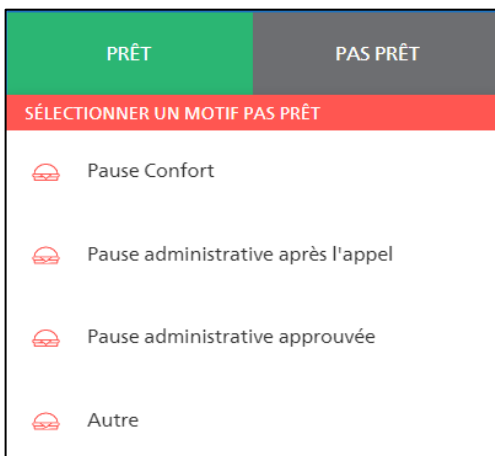 PRÊT
PAS PRÊT
SÉLECTIONNER UN MOTIF PAS PRÊT
Pause Confort
Pause administrative après l'appel
Pause administrative approuvée
Autre